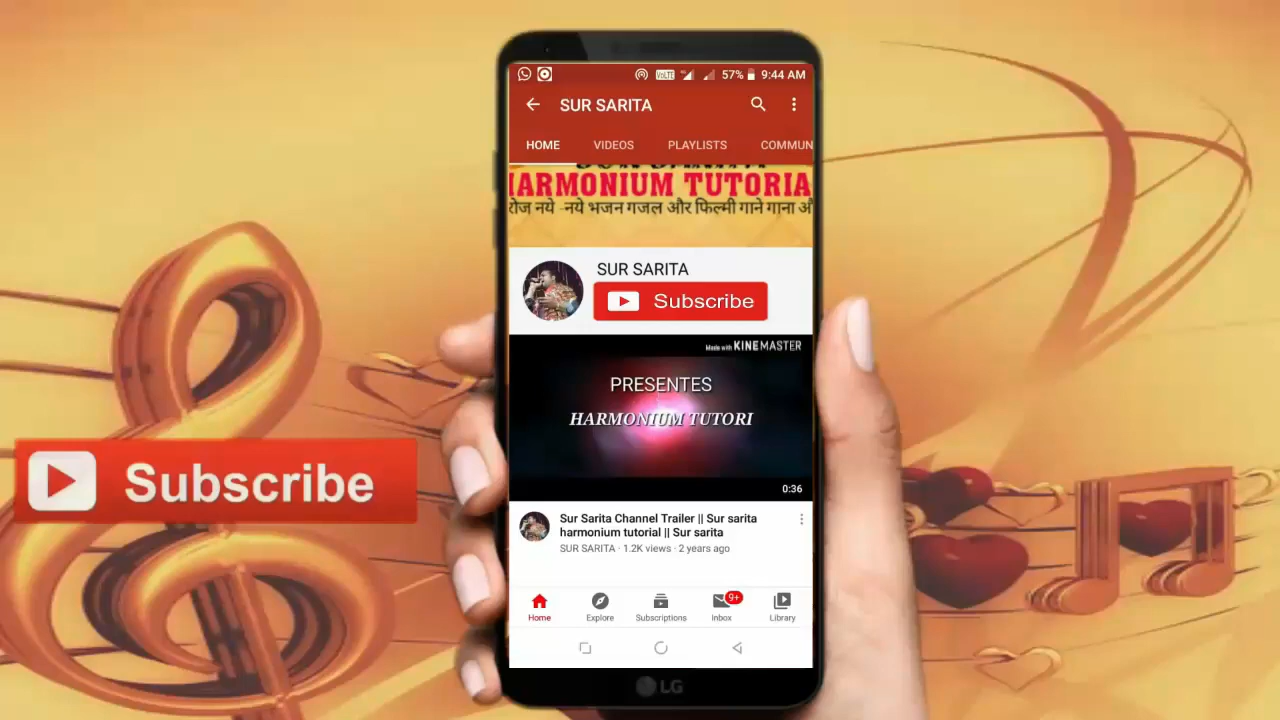 57% 9:44 AM
SUR SARITA
HOME VIDEOS PLAYLISTS COMMUN
HARMONIUM TUTORIA
रोज नये -नये भजन गजल और फिल्मी गाने गाना औ
SUR SARITA
Subscribe
Made with KINEMASTER
PRESENTES
HARMONIUM TUTORI
0:36
Sur Sarita Channel Trailer || Sur sarita
harmonium tutorial || Sur sarita
SUR SARITA · 1.2K views · 2 years ago
Subscribe
9+
Home Explore Subscriptions Inbox Library
LG